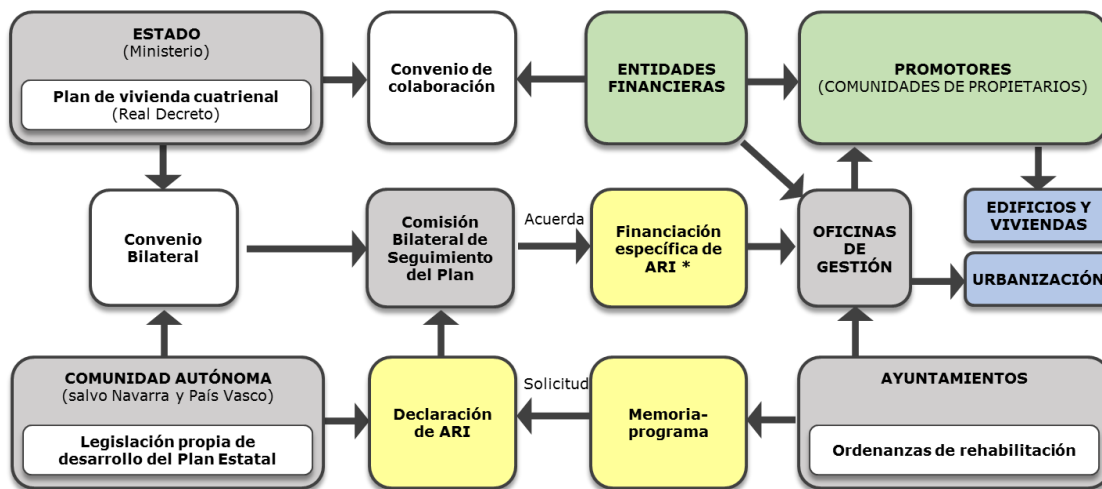 ESTADO
(Ministerio)
Plan de vivienda cuatrienal
(Real Decreto)
Convenio de
colaboración
ENTIDADES
FINANCIERAS
PROMOTORES
(COMUNIDADES DE PROPIETARIOS)
Convenio
Bilateral
Comisión
Bilateral de
Seguimiento
del Plan
Acuerda
Financiación
específica de
ARI *
OFICINAS
DE
GESTIÓN
EDIFICIOS Y
VIVIENDAS
URBANIZACIÓN
COMUNIDAD AUTÓNOMA
(salvo Navarra y País Vasco)
Legislación propia de
desarrollo del Plan Estatal
Declaración
de ARI
Solicitud
Memoria-
programa
AYUNTAMIENTOS
Ordenanzas de rehabilitación